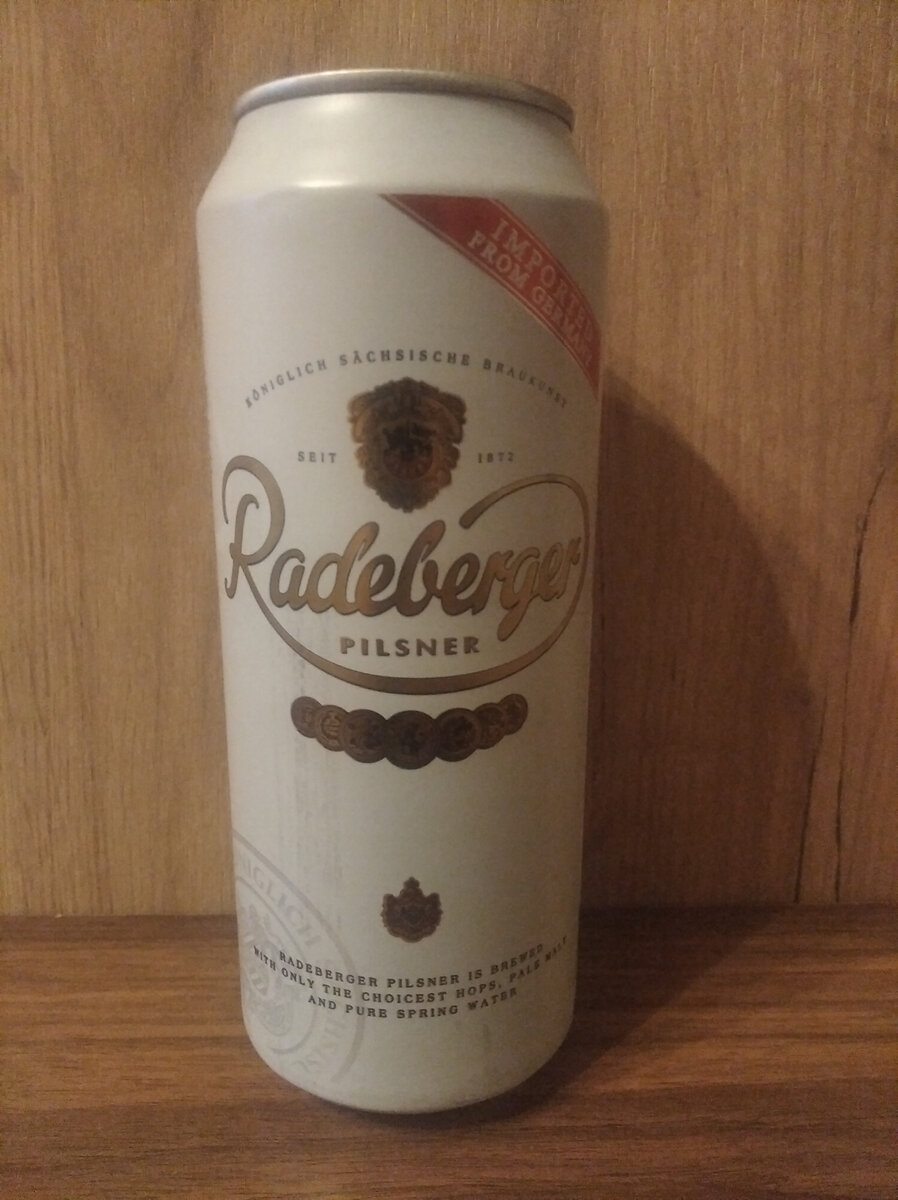 IMPORTED
FROM GERMANY
KÖNIGLICH SÄCHSISCHE BRAUKUNST
SEIT 1872
Radeberger
PILSNER
KÖNIGLICH
RADEBERGER PILSNER IS BREWED
WITH ONLY THE CHOICEST HOPS, PALE MALT
AND PURE SPRING WATER